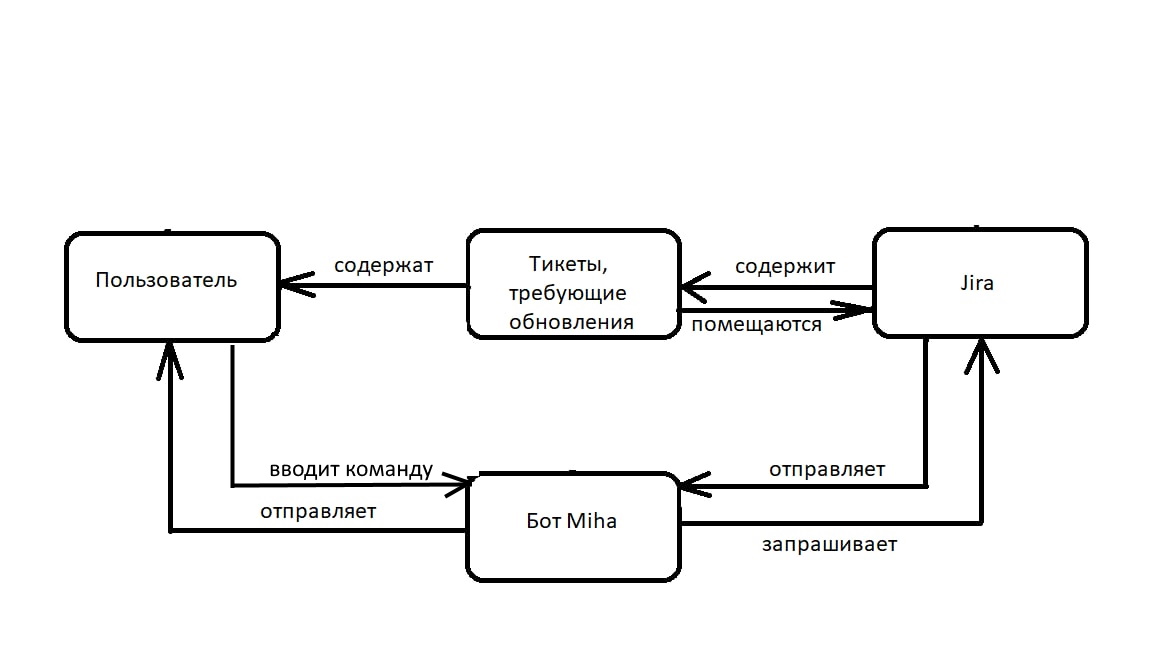 Пользователь
содержат
Тикеты,
требующие
обновления
содержит
помещаются
Jira
вводит команду
отправляет
Бот Miha
отправляет
запрашивает